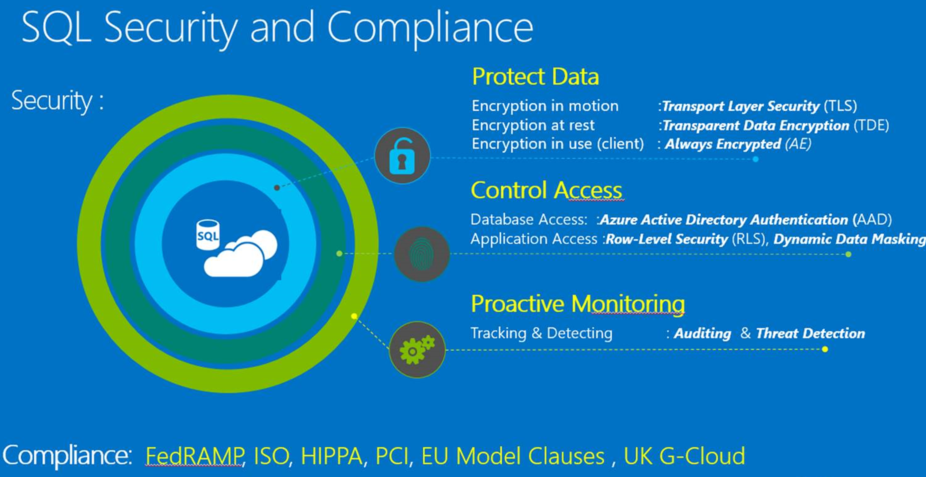 SQL Security and Compliance
Security :
Protect Data
Encryption in motion :Transport Layer Security (TLS)
Encryption at rest :Transparent Data Encryption (TDE)
Encryption in use (client) : Always Encrypted (AE)
SQL
Control Access
Database Access: :Azure Active Directory Authentication (AAD)
Application Access :Row-Level Security (RLS), Dynamic Data Masking
Proactive Monitoring
Tracking & Detecting : Auditing & Threat Detection
Compliance: FedRAMP, ISO, HIPPA, PCI, EU Model Clauses , UK G-Cloud